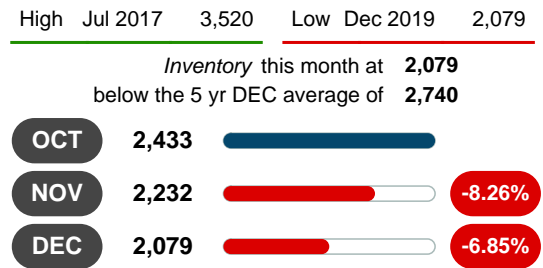 High Jul 2017 3,520 Low Dec 2019 2,079
Inventory this month at 2,079
below the 5 yr DEC average of 2,740
OCT 2,433
NOV 2,232 -8.26%
DEC 2,079 -6.85%